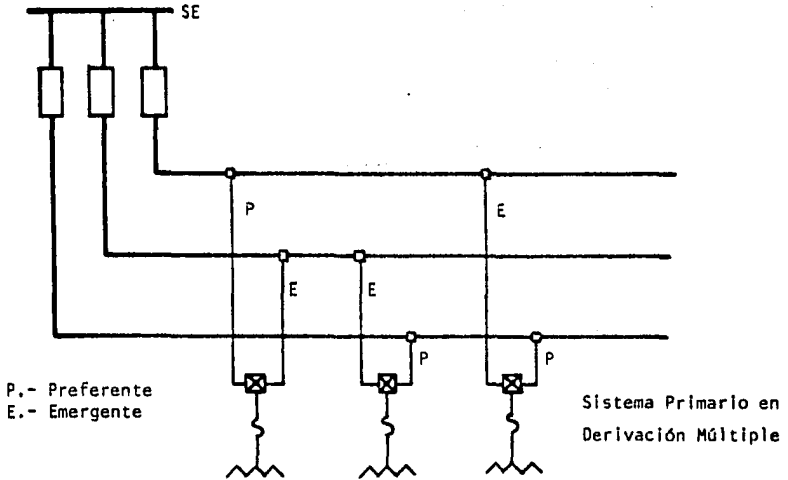 SE
P
E
E
E
P
P
P.- Preferente
E.- Emergente
Sistema Primario en
Derivación Múltiple